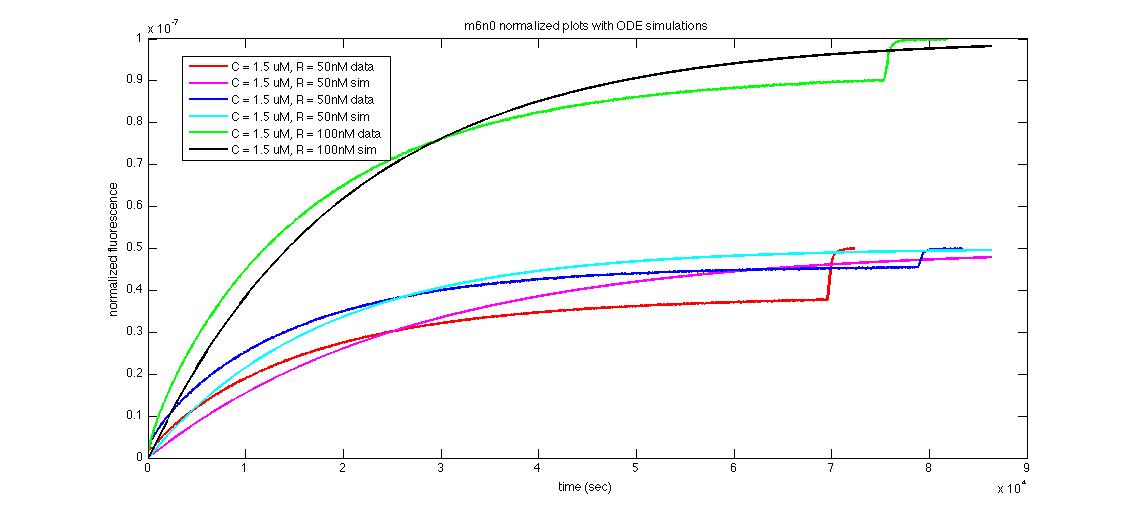 m6n0 normalized plots with ODE simulations
x 10-7
1
0.9
0.8
0.7
0.6
0.5
0.4
0.3
0.2
0.1
0
normalized fluorescence
C = 1.5 uM, R = 50nM data
C = 1.5 uM, R = 50nM sim
C = 1.5 uM, R = 50nM data
C = 1.5 uM, R = 50nM sim
C = 1.5 uM, R = 100nM data
C = 1.5 uM, R = 100nM sim
0 1 2 3 4 5 6 7 8 9
time (sec)
x 10^4